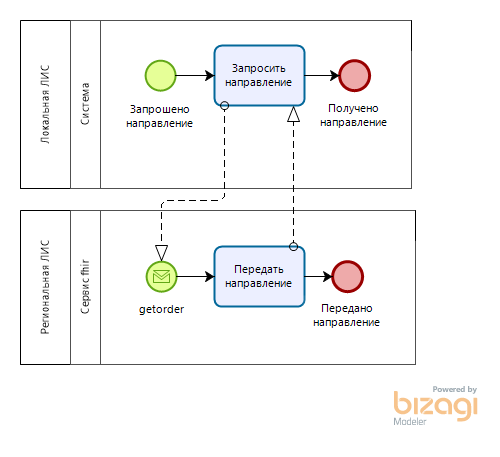 Локальная ЛИС
Система
Запрошено
направление
Запросить
направление
Получено
направление
Региональная ЛИС
Сервис fhir
getorder
Передать
направление
Передано
направление
Powered by
bizagi
Modeler